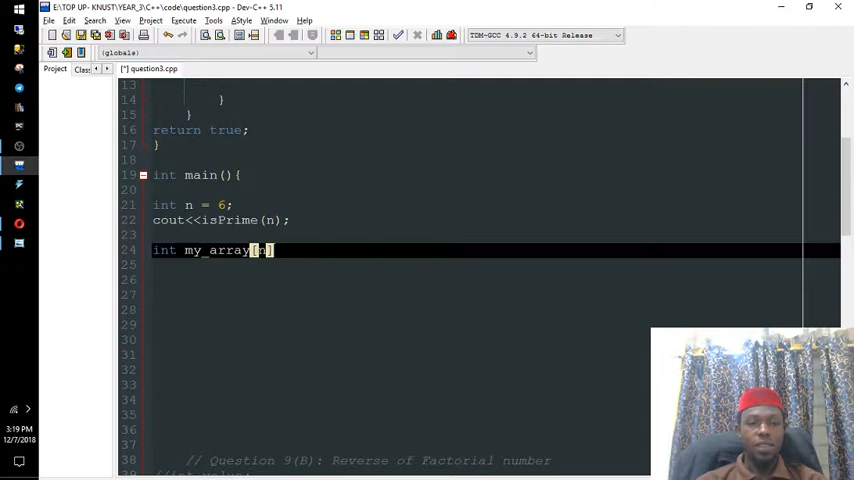 E:\TOP UP- KNUST\YEAR_3\C++\code\question3.cpp - Dev-C++ 5.11
File Edit Search View Project Execute Tools AStyle Window Help
TDM-GCC 4.9.2 64-bit Release
(globals)
Project Clas [*] question3.cpp
13
14 }
15 }
16 return true;
17 }
18
19 int main(){
20
21 int n = 6;
22 cout<<isPrime(n);
23
24 int my_array[n]
25
26
27
28
29
30
31
32
33
34
35
36
37
38 // Question 9(B): Reverse of Factorial number
39 //int value;
3:19 PM
12/7/2018